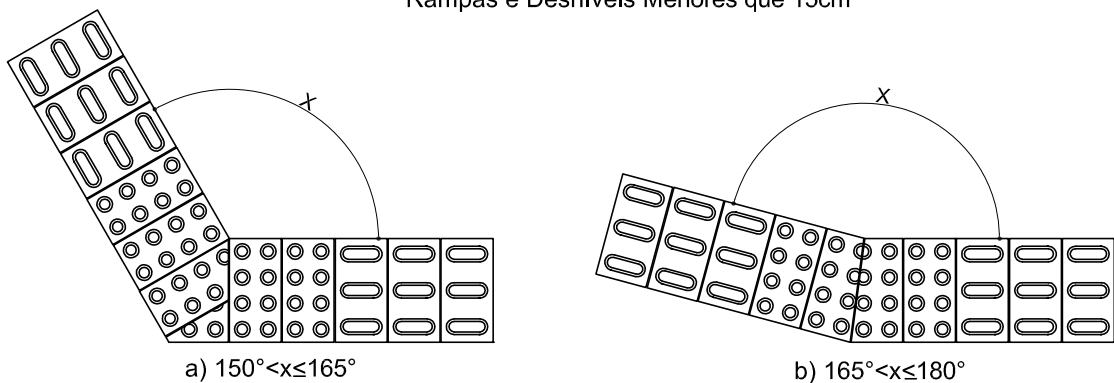 Rampas e Desníveis Menores que 15cm
X
X
a) 150°<x≤165°
b) 165°<x≤180°